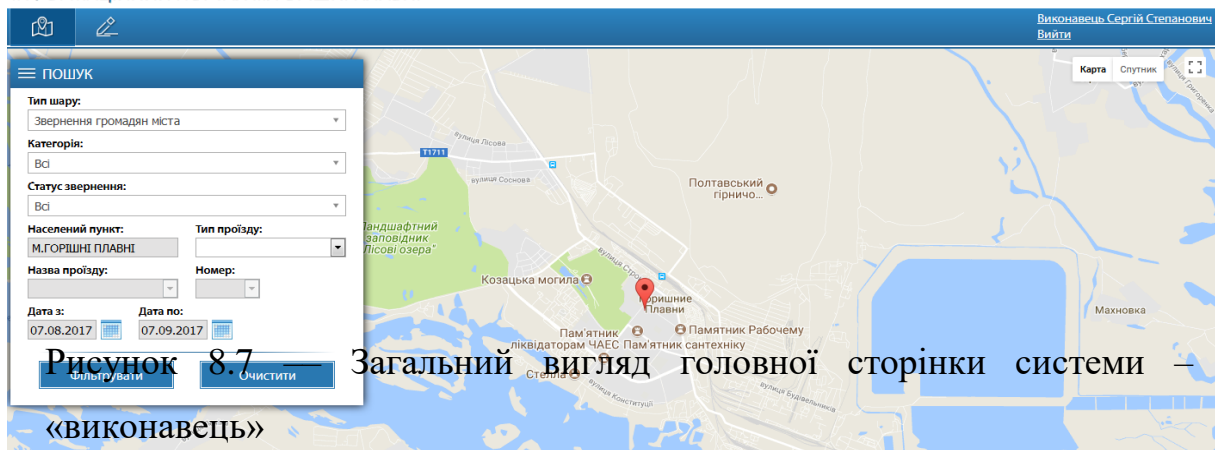 Виконавець Сергій Степанович
Вийти
ПОШУК
Карта Спутник
Тип шару:
Звернення громадян міста
Категорія:
Всі
Статус звернення:
Всі
Населений пункт: Тип проїзду:
М.ГОРІШНІ ПЛАВНІ
Назва проїзду: Номер:
Дата з: Дата по:
07.08.2017 07.09.2017
Фільтрувати Очистити
вулиця Лісова
T1711
вулиця Соснова
Полтавський
гірничо...
Ландшафтний
заповідник
"Лісові озера"
Козацька могила
Горишние
Плавни
Махновка
Пам'ятник
ліквідаторам ЧАЕС
Памятник Рабочему
Пам'ятник сантехніку
Стелла
вулиця Конституції
вулиця Будівельників
Рисунок 8.7 — Загальний вигляд головної сторінки системи –
«виконавець»